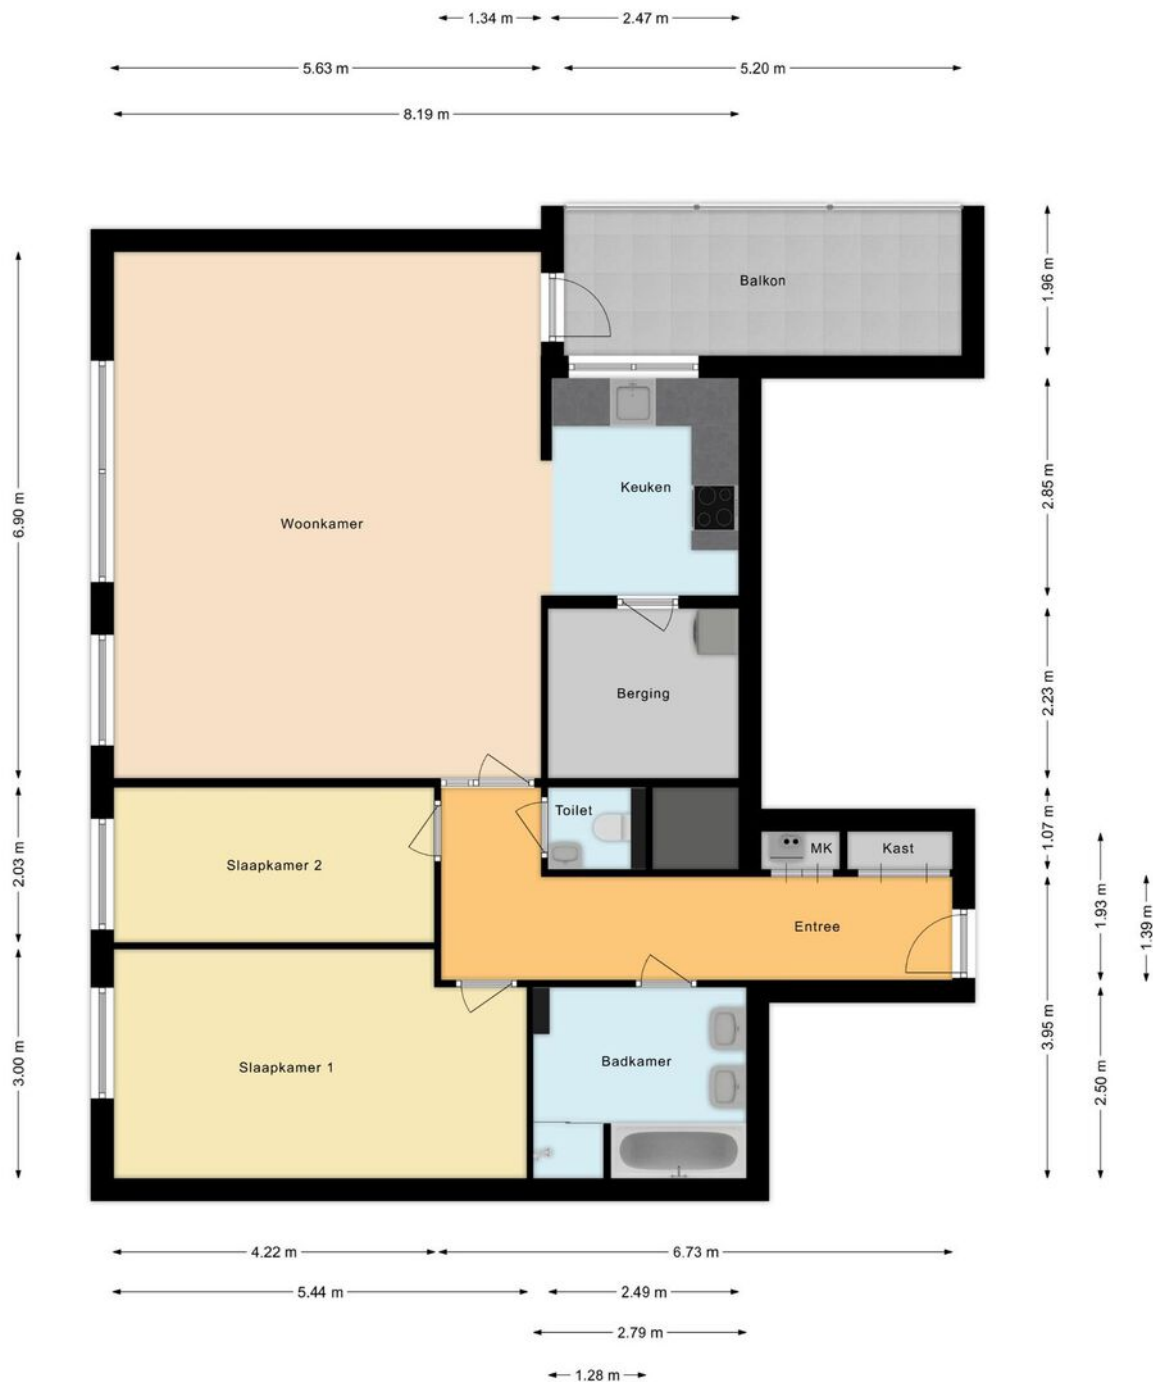 1.34 m
2.47 m
5.63 m
5.20 m
8.19 m
1.96 m
Balkon
6.90 m
Woonkamer
Keuken
2.85 m
Berging
2.23 m
Toilet
1.07 m
MK
Kast
2.03 m
Slaapkamer 2
Entree
1.93 m
1.39 m
3.00 m
Slaapkamer 1
Badkamer
3.95 m
2.50 m
4.22 m
6.73 m
5.44 m
2.49 m
2.79 m
1.28 m